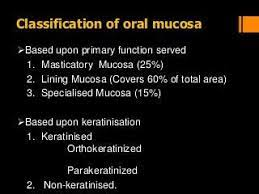 Classification of oral mucosa
➢Based upon primary function served
1. Masticatory Mucosa (25%)
2. Lining Mucosa (Covers 60% of total area)
3. Specialised Mucosa (15%)
➢Based upon keratinisation
1. Keratinised
Orthokeratinized
Parakeratinized
2. Non-keratinised.